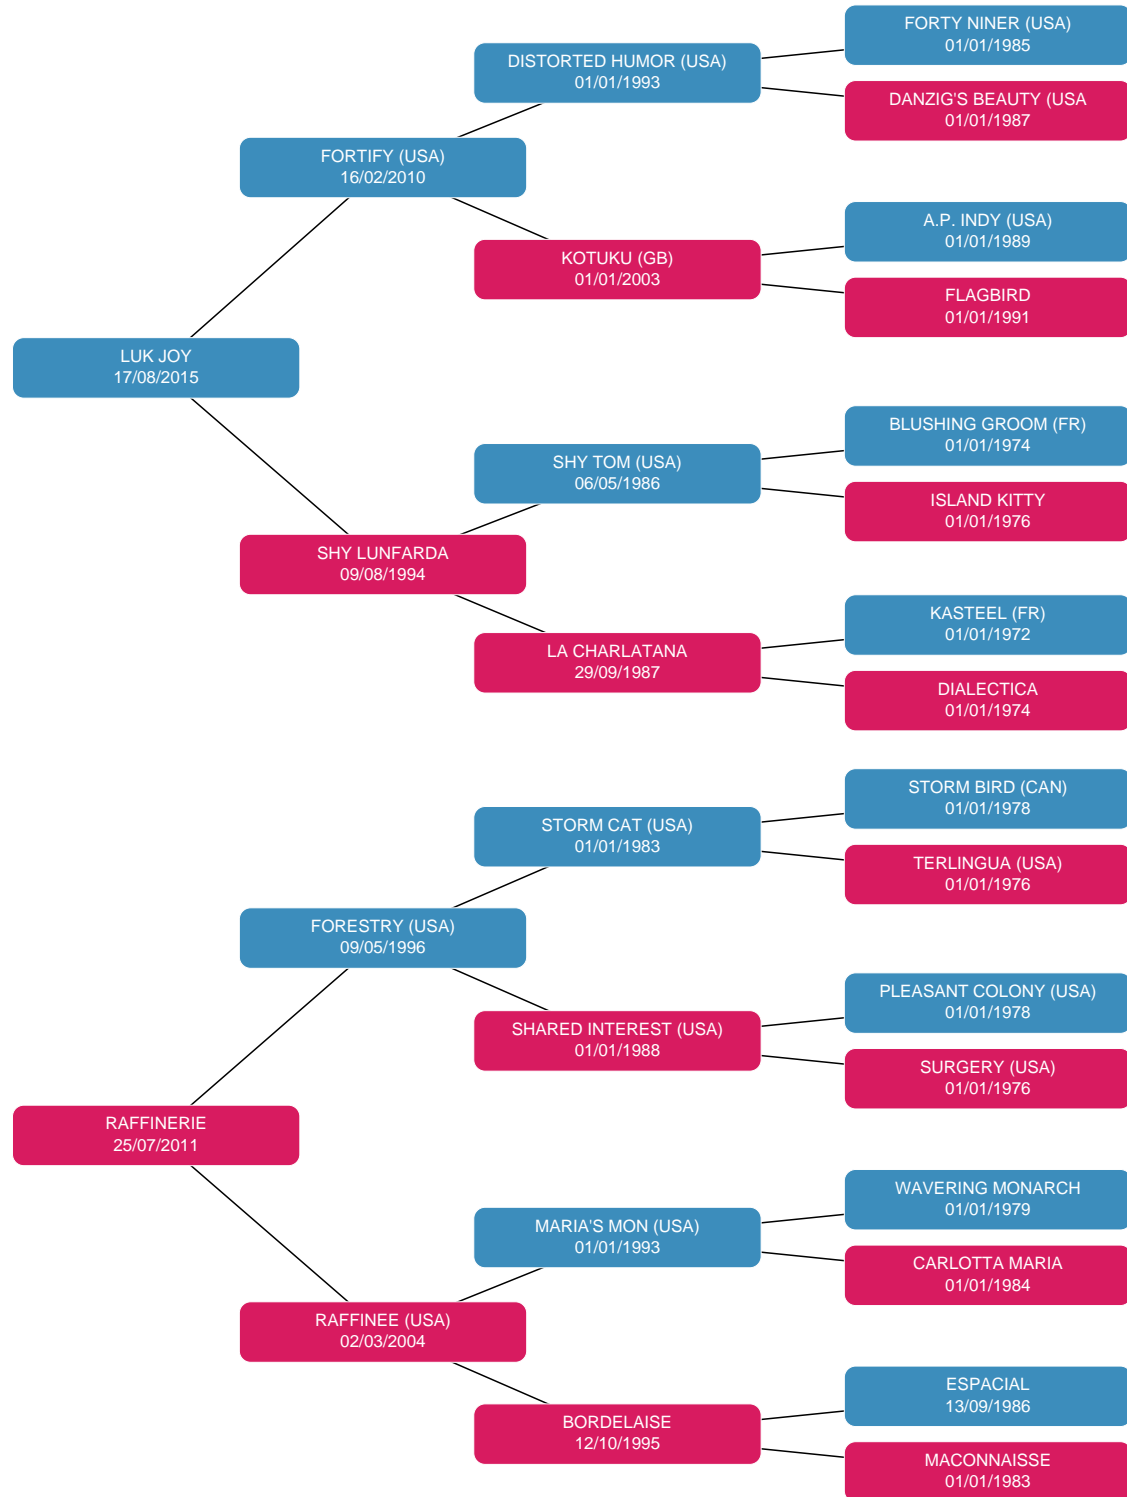 FORTY NINER (USA)
01/01/1985
DISTORTED HUMOR (USA)
01/01/1993
DANZIG'S BEAUTY (USA
01/01/1987
FORTIFY (USA)
16/02/2010
A.P. INDY (USA)
01/01/1989
KOTUKU (GB)
01/01/2003
FLAGBIRD
01/01/1991
LUK JOY
17/08/2015
BLUSHING GROOM (FR)
01/01/1974
SHY TOM (USA)
06/05/1986
ISLAND KITTY
01/01/1976
SHY LUNFARDA
09/08/1994
KASTEEL (FR)
01/01/1972
LA CHARLATANA
29/09/1987
DIALECTICA
01/01/1974
STORM BIRD (CAN)
01/01/1978
STORM CAT (USA)
01/01/1983
TERLINGUA (USA)
01/01/1976
FORESTRY (USA)
09/05/1996
PLEASANT COLONY (USA)
01/01/1978
SHARED INTEREST (USA)
01/01/1988
SURGERY (USA)
01/01/1976
RAFFINERIE
25/07/2011
WAVERING MONARCH
01/01/1979
MARIA'S MON (USA)
01/01/1993
CARLOTTA MARIA
01/01/1984
RAFFINEE (USA)
02/03/2004
ESPACIAL
13/09/1986
BORDELAISE
12/10/1995
MACONNAISSE
01/01/1983